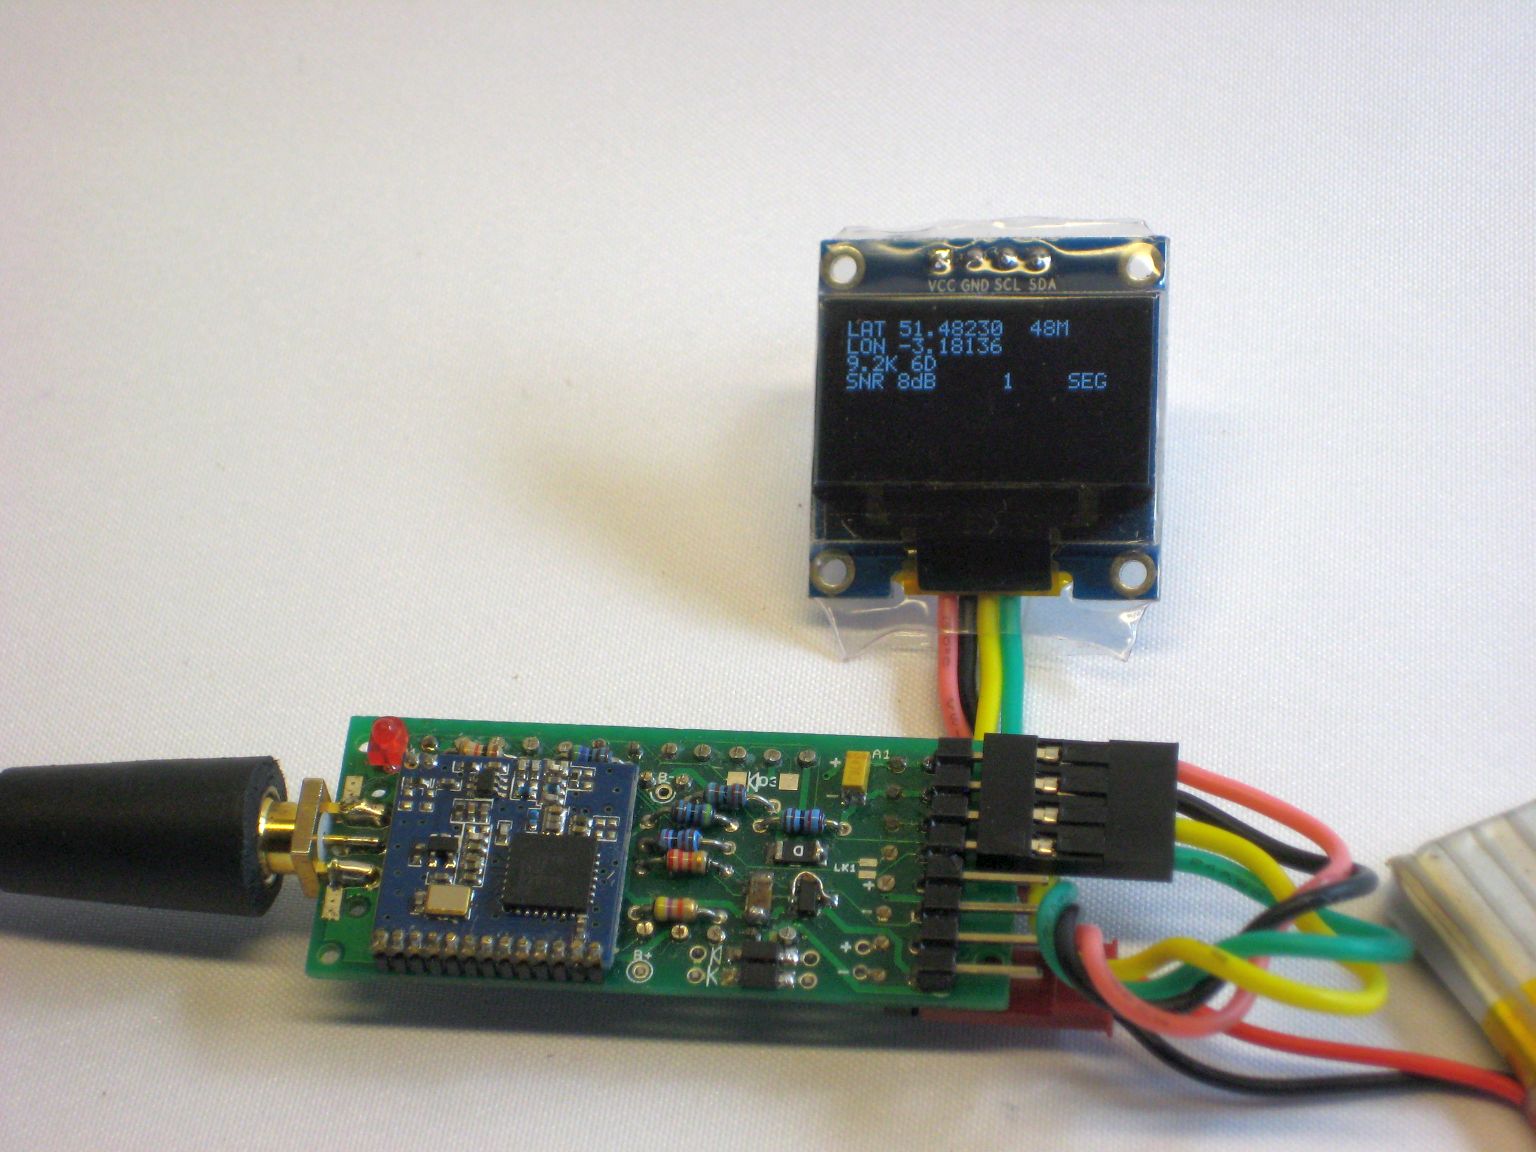 VCC GND SCL SDA
LAT 51.48230 48M
LON -3.18136
9.2K 6D
SNR 8dB 1 SEG
B-
D3
+ A1
-
D
LK1
+
-
B+
K
K
+
-